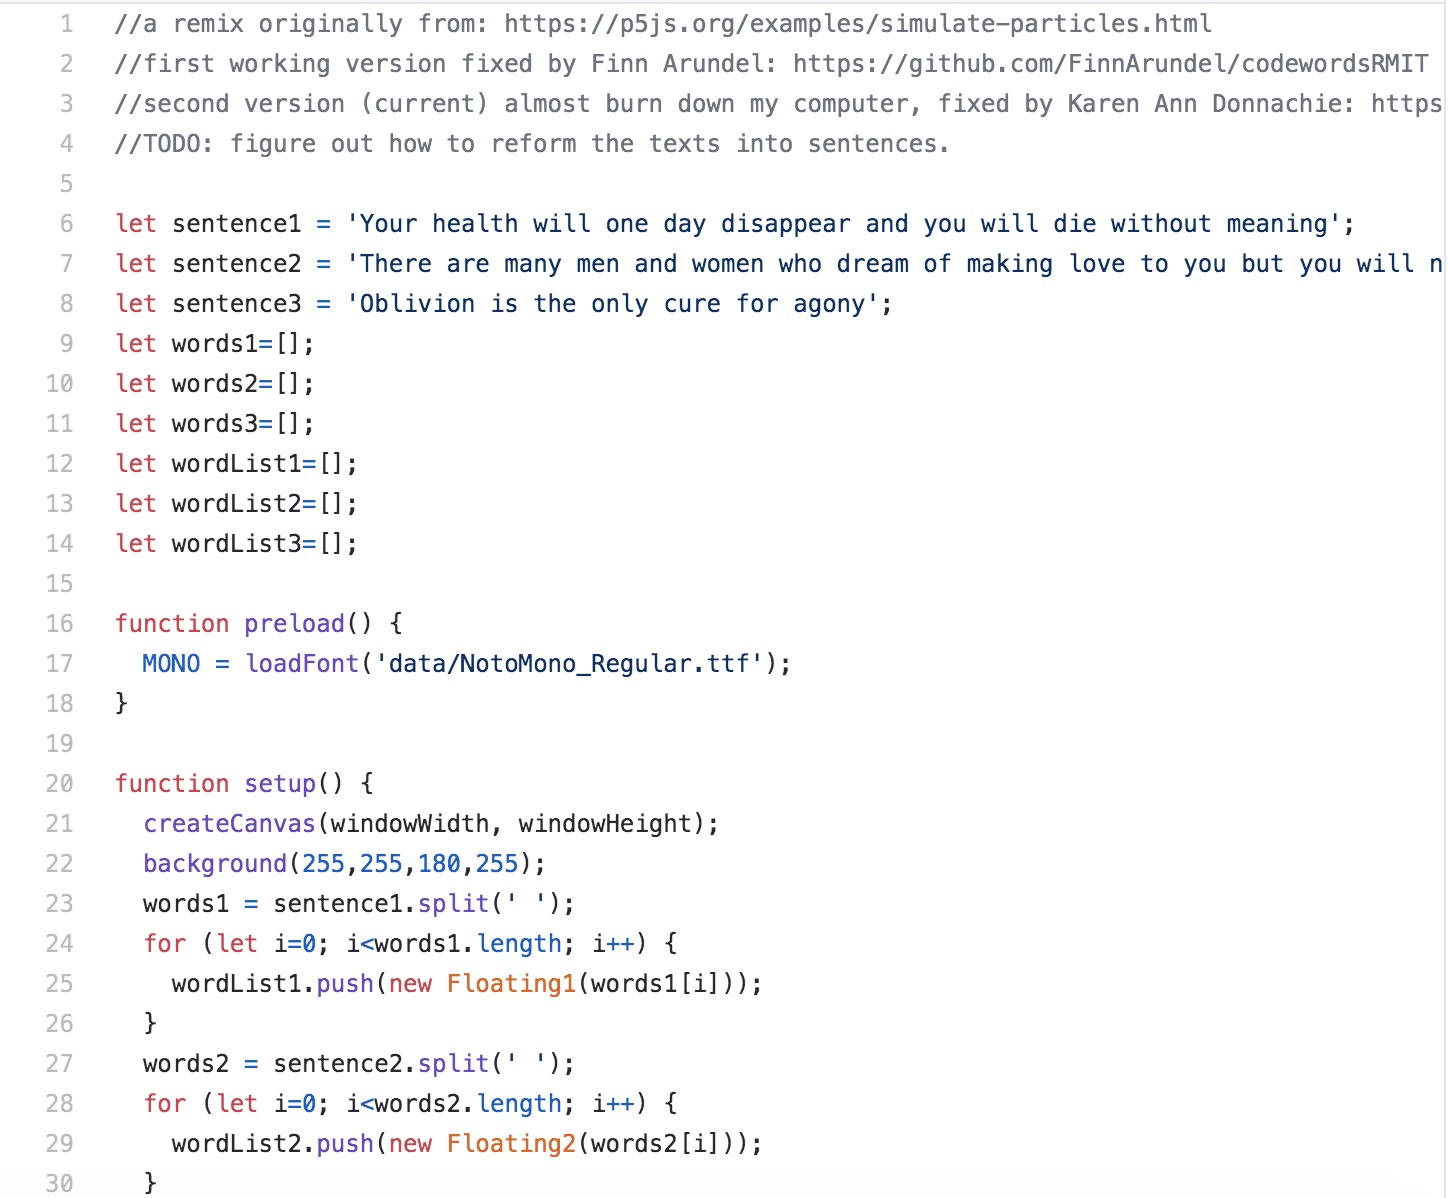 1 //a remix originally from: https://p5js.org/examples/simulate-particles.html
2 //first working version fixed by Finn Arundel: https://github.com/FinnArundel/codewordsRMIT
3 //second version (current) almost burn down my computer, fixed by Karen Ann Donnachie: https
4 //TODO: figure out how to reform the texts into sentences.
5
6 let sentence1 = 'Your health will one day disappear and you will die without meaning';
7 let sentence2 = 'There are many men and women who dream of making love to you but you will n
8 let sentence3 = 'Oblivion is the only cure for agony';
9 let words1=[];
10 let words2=[];
11 let words3=[];
12 let wordList1=[];
13 let wordList2=[];
14 let wordList3=[];
15
16 function preload() {
17   MONO = loadFont('data/NotoMono_Regular.ttf');
18 }
19
20 function setup() {
21   createCanvas(windowWidth, windowHeight);
22   background(255,255,180,255);
23   words1 = sentence1.split(' ');
24   for (let i=0; i<words1.length; i++) {
25     wordList1.push(new Floating1(words1[i]));
26   }
27   words2 = sentence2.split(' ');
28   for (let i=0; i<words2.length; i++) {
29     wordList2.push(new Floating2(words2[i]));
30   }